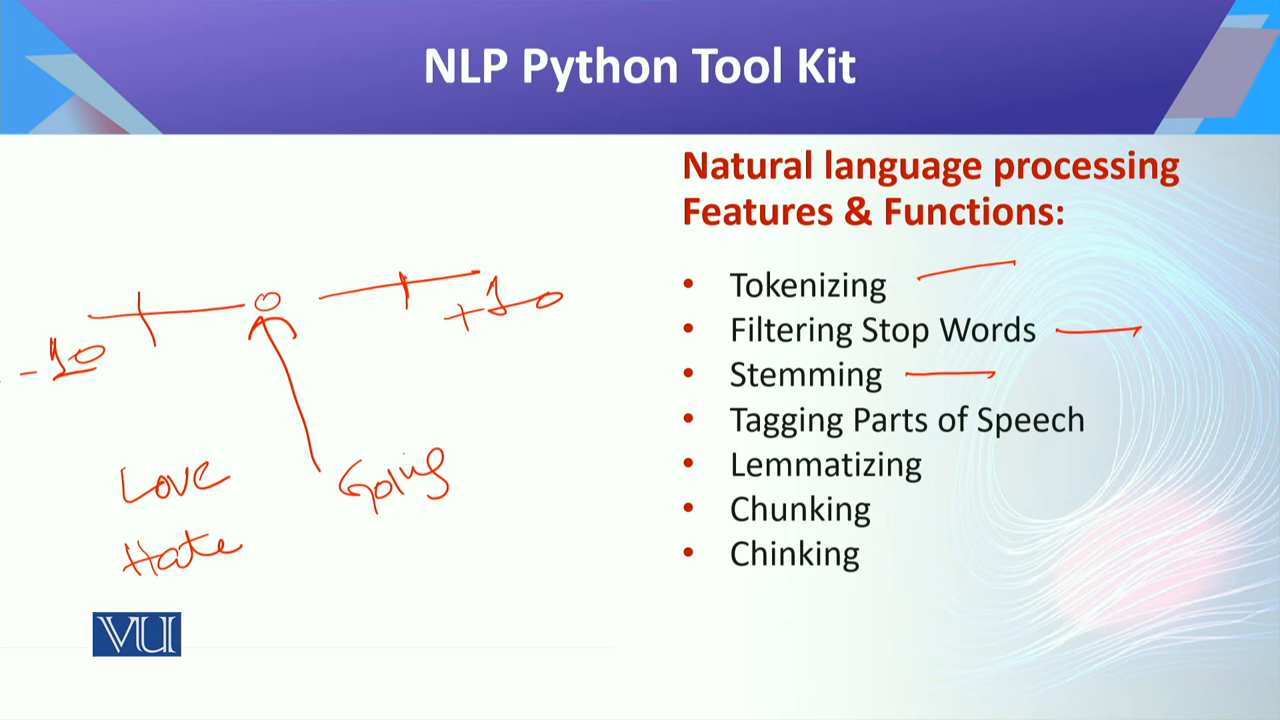 NLP Python Tool Kit
Natural language processing
Features & Functions:
• Tokenizing
• Filtering Stop Words
• Stemming
• Tagging Parts of Speech
• Lemmatizing
• Chunking
• Chinking
-10
0
+10
Love
Going
Hate
VU